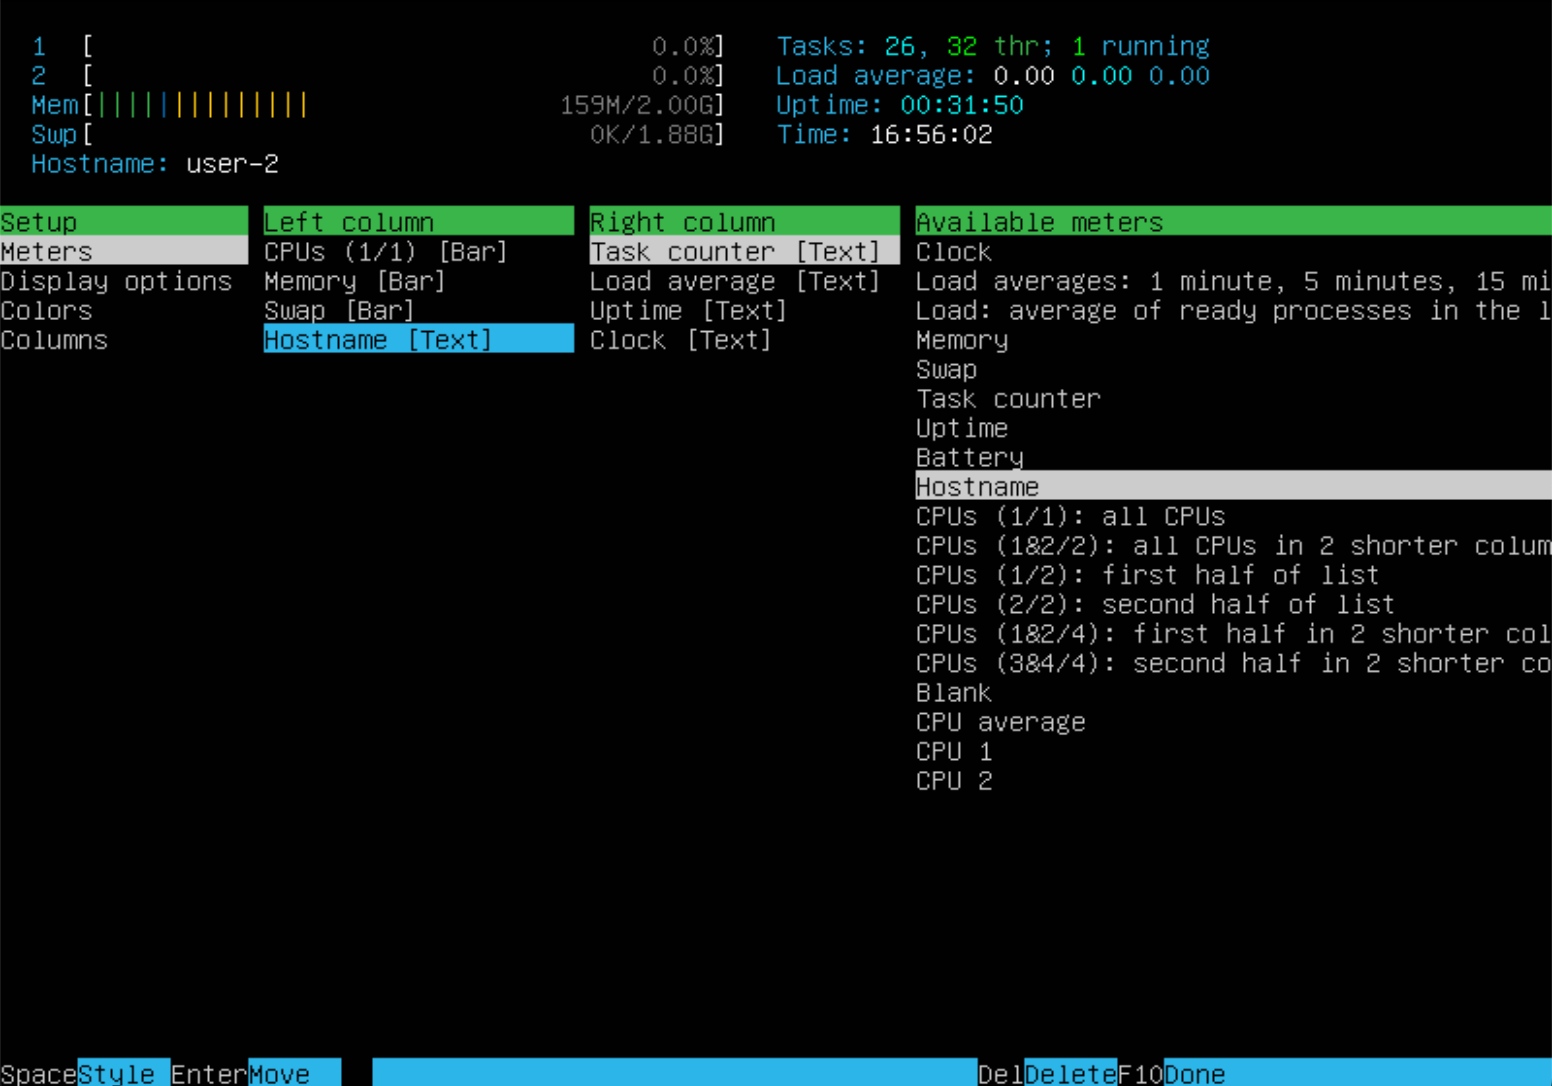 1 [ 0.0%] Tasks: 26, 32 thr; 1 running
2 [ 0.0%] Load average: 0.00 0.00 0.00
Mem[|||||||||||||| 159M/2.00G] Uptime: 00:31:50
Swp[ 0K/1.88G] Time: 16:56:02
Hostname: user-2
Setup Left column Right column Available meters
Meters CPUs (1/1) [Bar] Task counter [Text] Clock
Display options Memory [Bar] Load average [Text] Load averages: 1 minute, 5 minutes, 15 mi
Colors Swap [Bar] Uptime [Text] Load: average of ready processes in the l
Columns Hostname [Text] Clock [Text] Memory
Swap
Task counter
Uptime
Battery
Hostname
CPUs (1/1): all CPUs
CPUs (1&2/2): all CPUs in 2 shorter colum
CPUs (1/2): first half of list
CPUs (2/2): second half of list
CPUs (1&2/4): first half in 2 shorter col
CPUs (3&4/4): second half in 2 shorter co
Blank
CPU average
CPU 1
CPU 2
SpaceStyle EnterMove DelDeleteF10Done